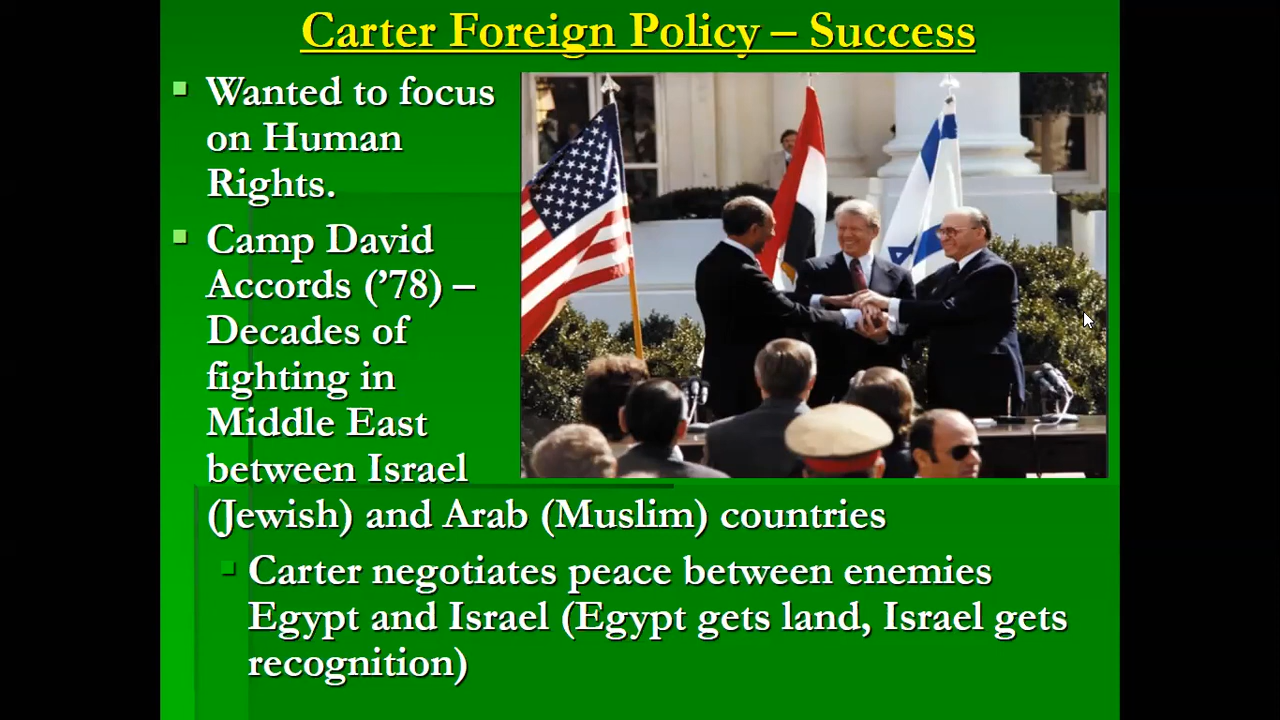 Carter Foreign Policy – Success
Wanted to focus
on Human
Rights.
Camp David
Accords (’78) –
Decades of
fighting in
Middle East
between Israel
(Jewish) and Arab (Muslim) countries
Carter negotiates peace between enemies
Egypt and Israel (Egypt gets land, Israel gets
recognition)